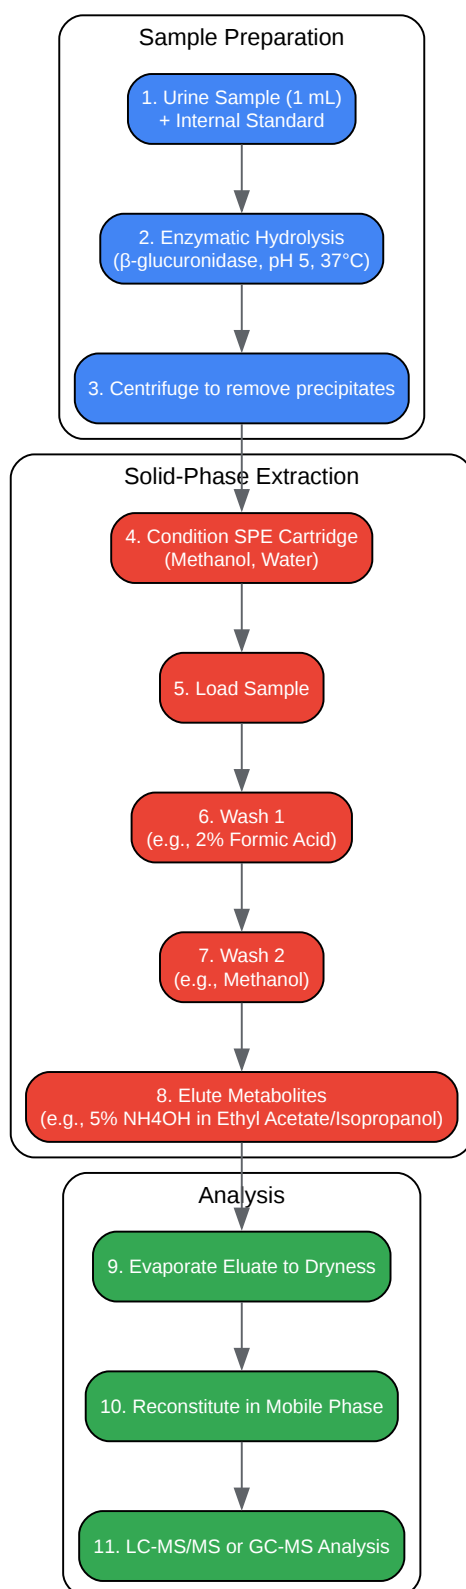 Sample Preparation
1. Urine Sample (1 mL)
+ Internal Standard
2. Enzymatic Hydrolysis
(β-glucuronidase, pH 5, 37°C)
3. Centrifuge to remove precipitates
Solid-Phase Extraction
4. Condition SPE Cartridge
(Methanol, Water)
5. Load Sample
6. Wash 1
(e.g., 2% Formic Acid)
7. Wash 2
(e.g., Methanol)
8. Elute Metabolites
(e.g., 5% NH4OH in Ethyl Acetate/Isopropanol)
Analysis
9. Evaporate Eluate to Dryness
10. Reconstitute in Mobile Phase
11. LC-MS/MS or GC-MS Analysis